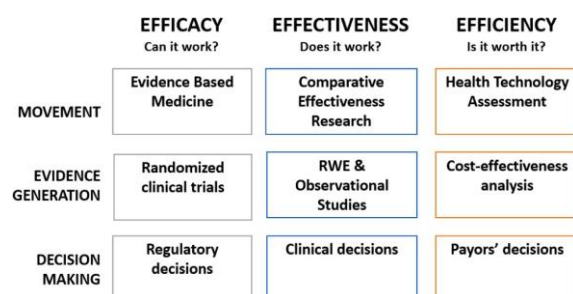 EFFICACY EFFECTIVENESS EFFICIENCY
Can it work? Does it work? Is it worth it?
MOVEMENT
Evidence Based
Medicine
Comparative
Effectiveness
Research
Health Technology
Assessment
EVIDENCE
GENERATION
Randomized
clinical trials
RWE &
Observational
Studies
Cost-effectiveness
analysis
DECISION
MAKING
Regulatory
decisions
Clinical decisions
Payors’ decisions